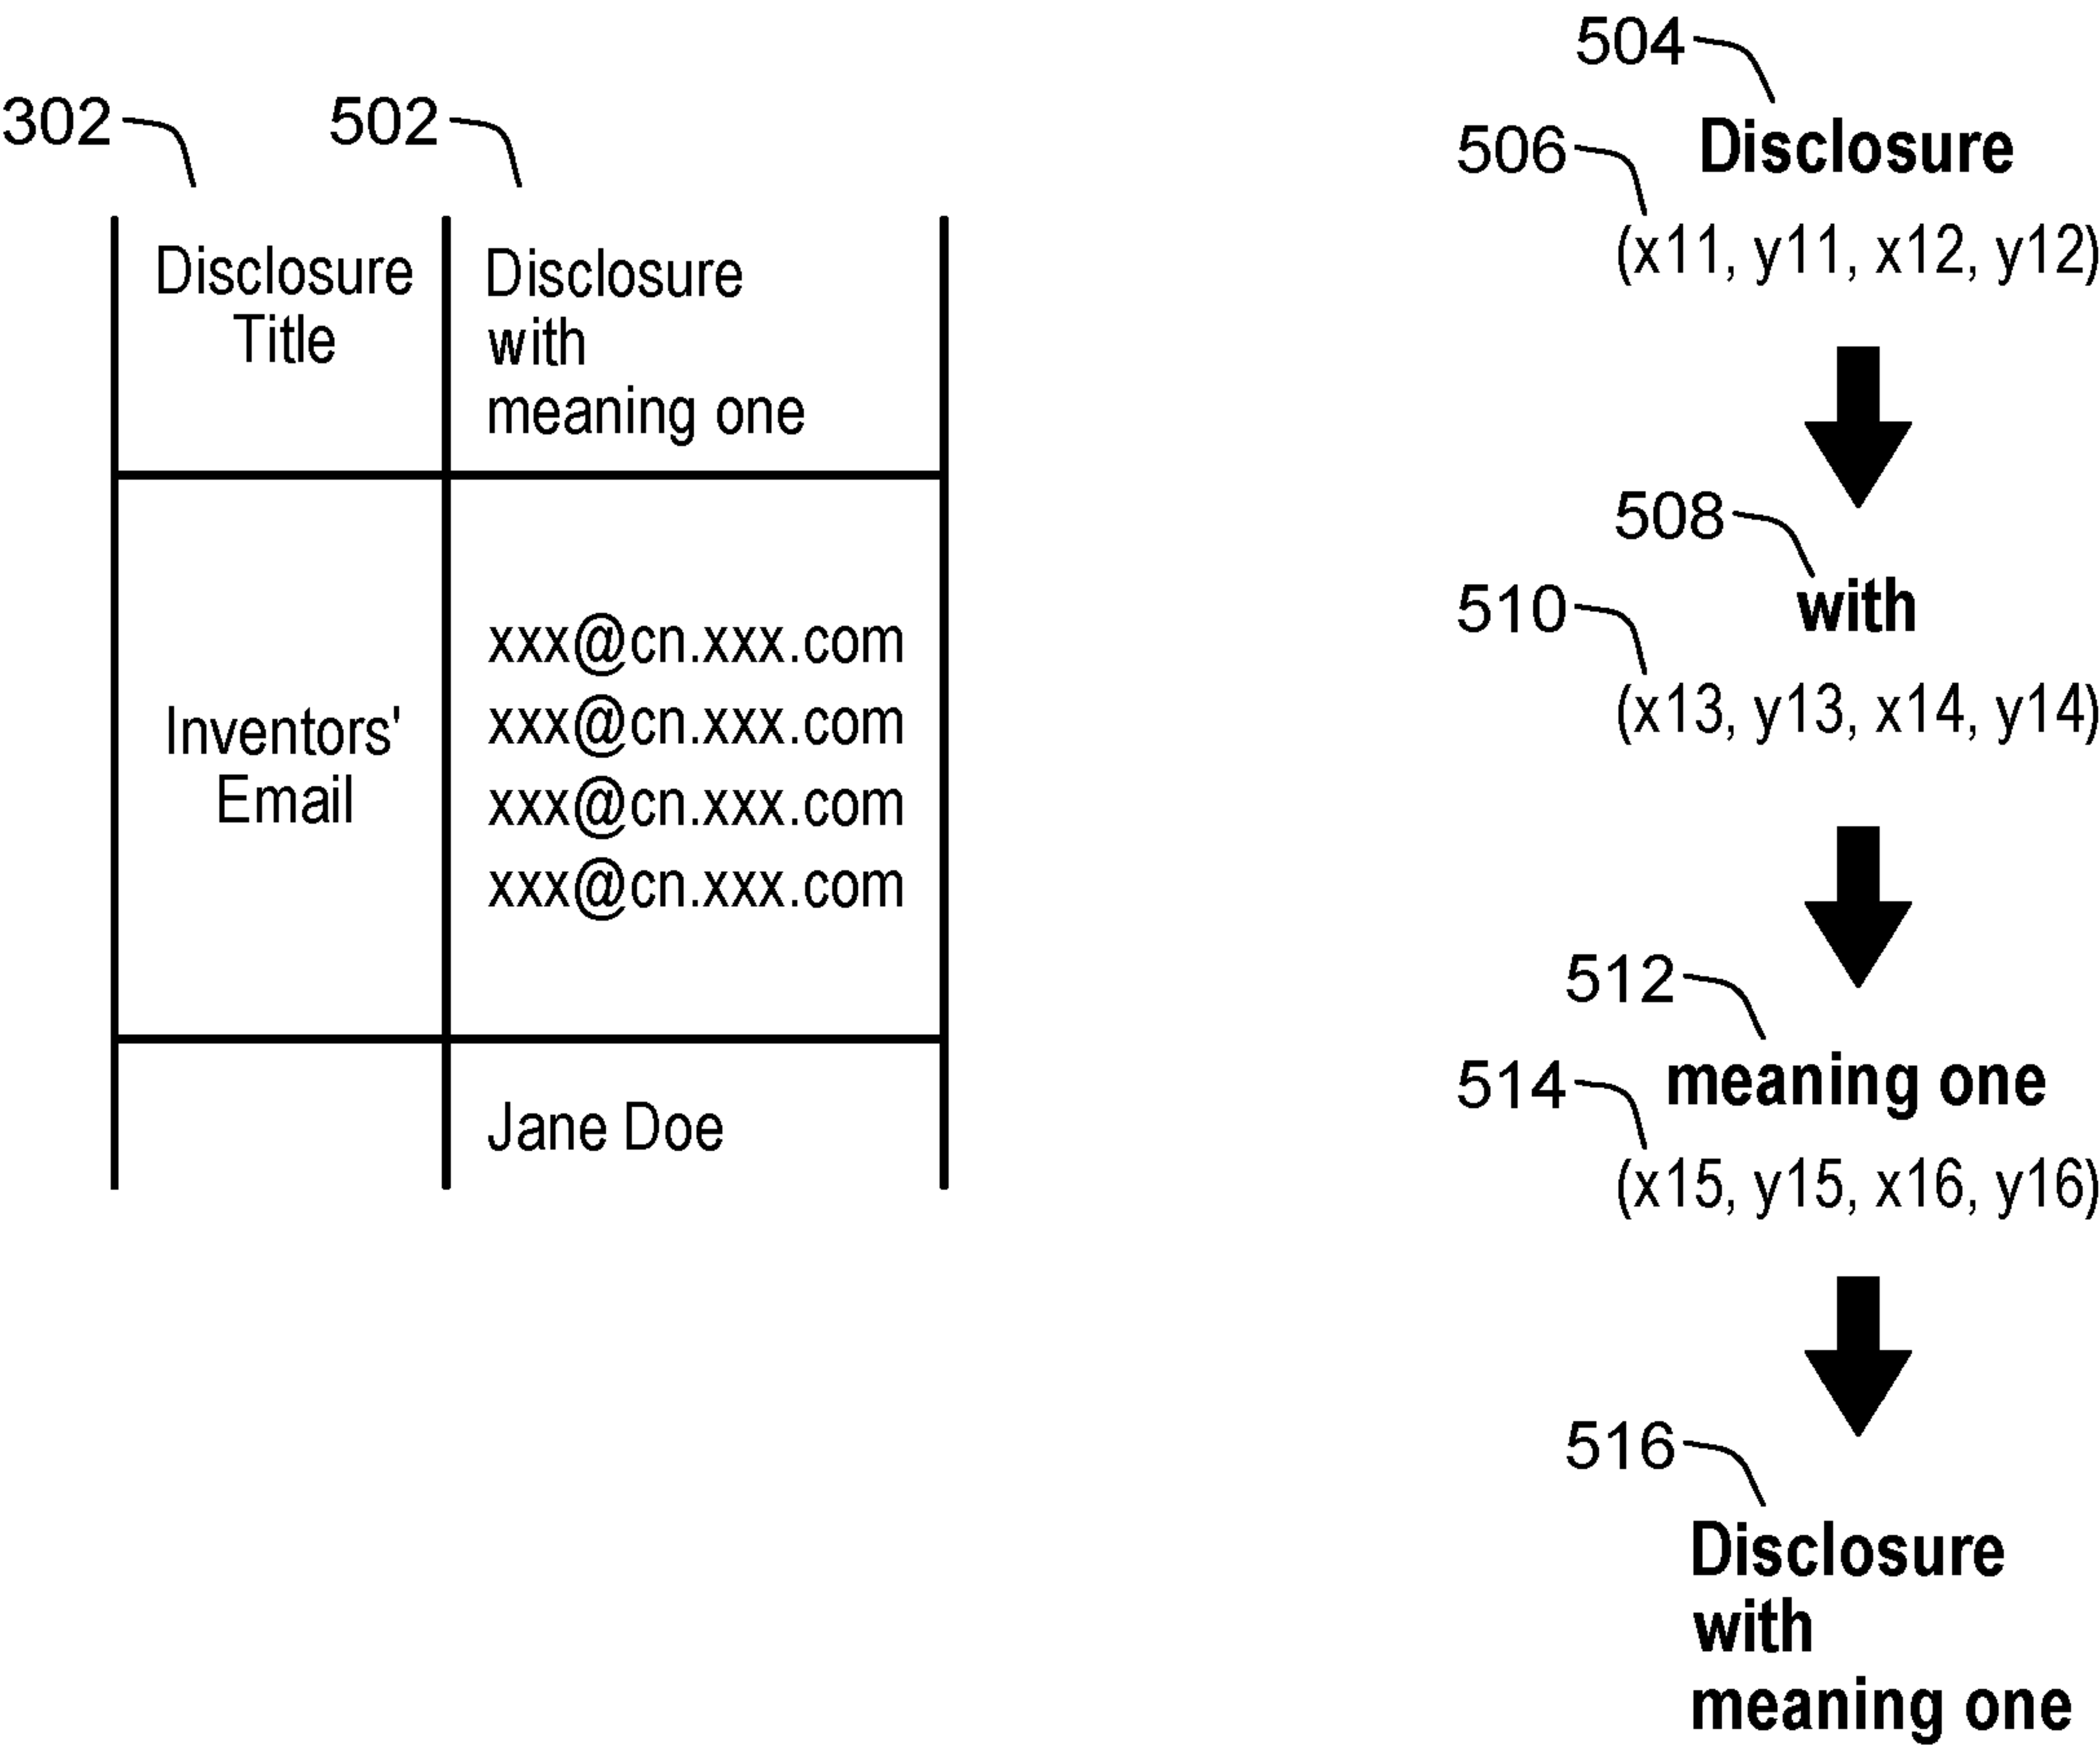 302
502
Disclosure
Title
Disclosure
with
meaning one
Inventors'
Email
xxx@cn.xxx.com
xxx@cn.xxx.com
xxx@cn.xxx.com
xxx@cn.xxx.com
Jane Doe
504
Disclosure
506
(x11, y11, x12, y12)
508
with
510
(x13, y13, x14, y14)
512
meaning one
514
(x15, y15, x16, y16)
516
Disclosure
with
meaning one